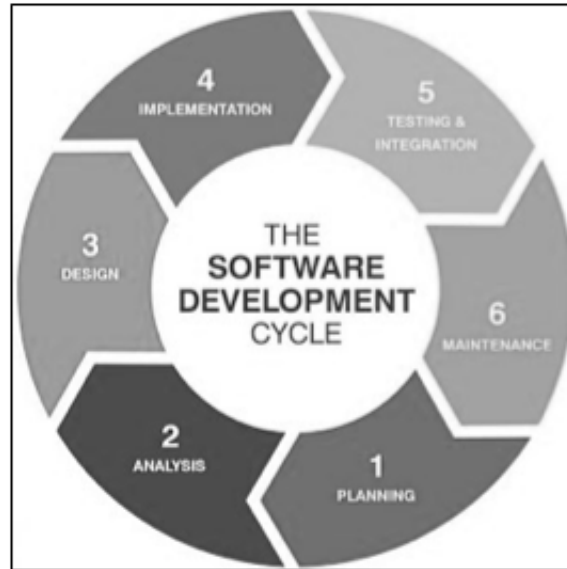 THE
SOFTWARE
DEVELOPMENT
CYCLE
1
PLANNING
2
ANALYSIS
3
DESIGN
4
IMPLEMENTATION
5
TESTING &
INTEGRATION
6
MAINTENANCE